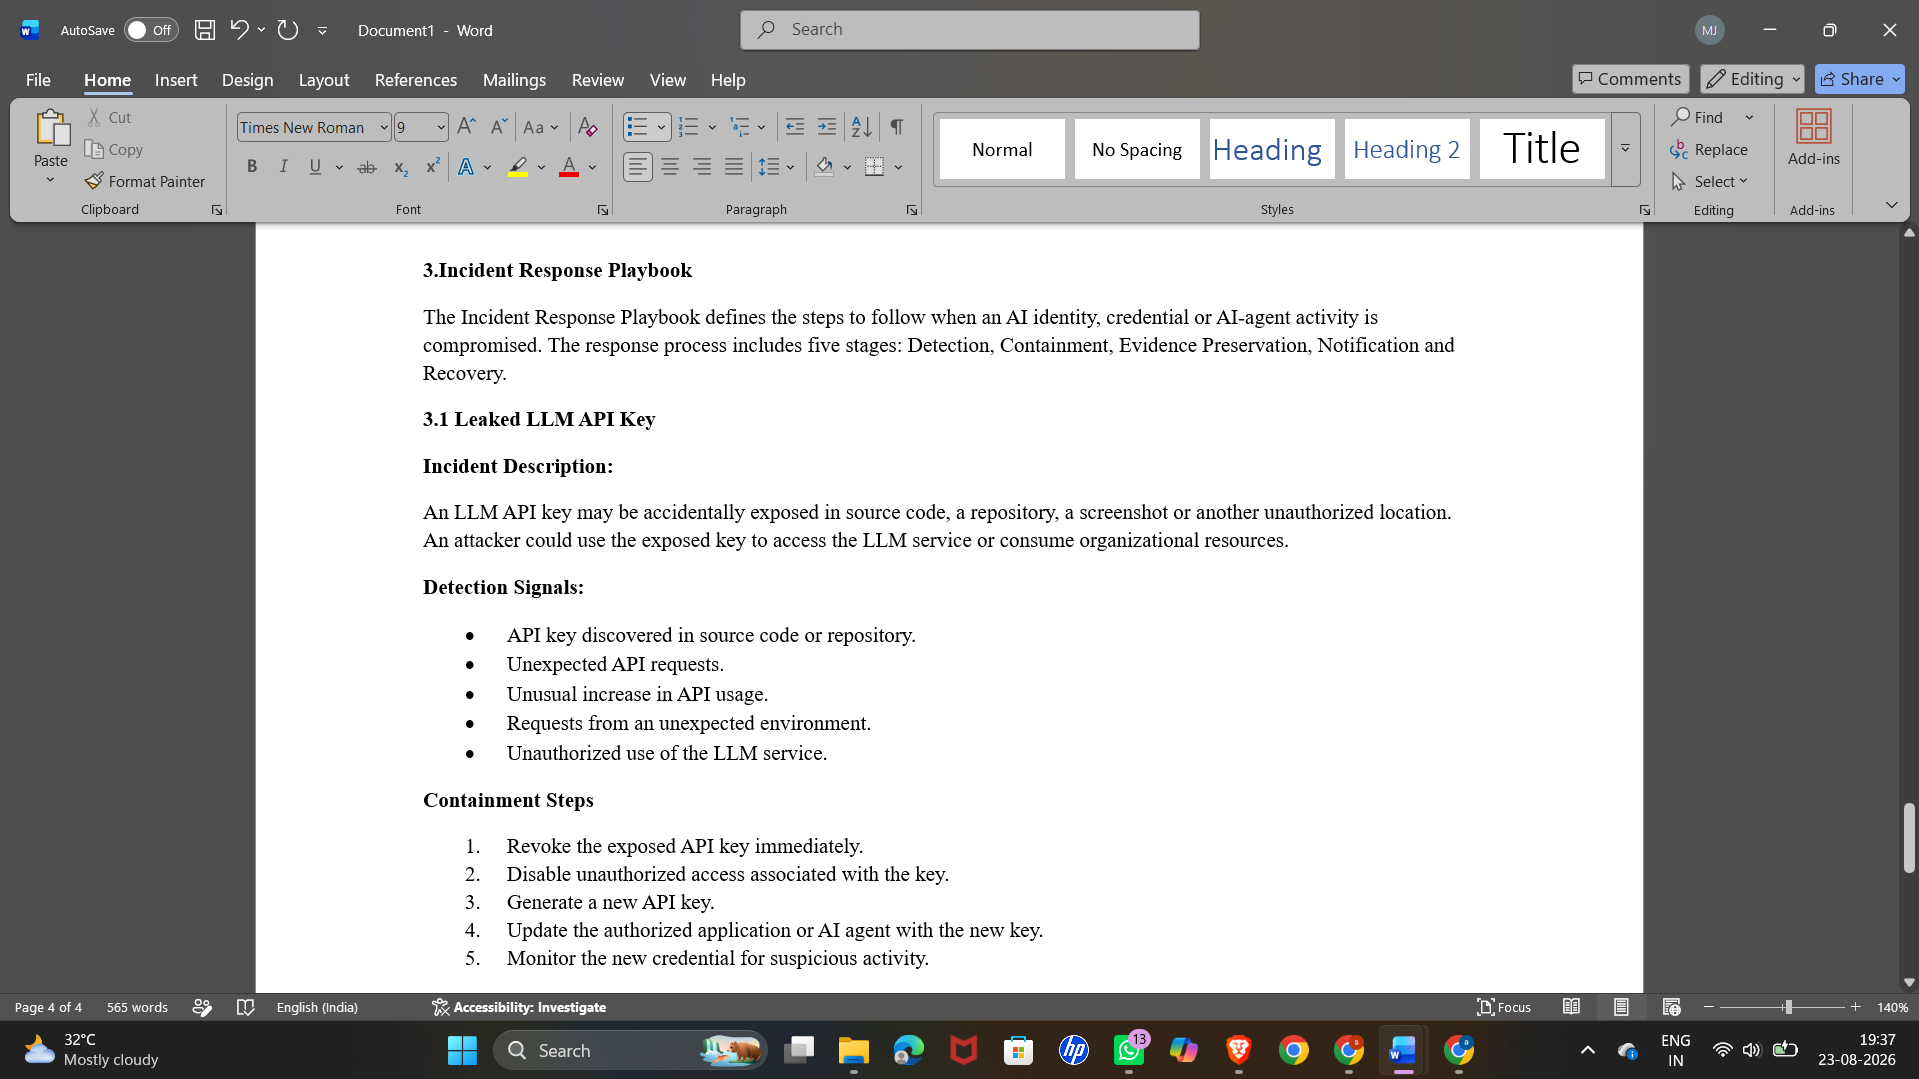 AutoSave Off Document1 - Word Search MJ
File Home Insert Design Layout References Mailings Review View Help Comments Editing Share
Paste Cut Copy Format Painter Clipboard
Times New Roman 9 Aa
B I U ab x₂ x² A A
Font
Paragraph
Normal No Spacing Heading Heading 2 Title
Styles
Find Replace Select Editing
Add-ins Add-ins
3.Incident Response Playbook
The Incident Response Playbook defines the steps to follow when an AI identity, credential or AI-agent activity is
compromised. The response process includes five stages: Detection, Containment, Evidence Preservation, Notification and
Recovery.
3.1 Leaked LLM API Key
Incident Description:
An LLM API key may be accidentally exposed in source code, a repository, a screenshot or another unauthorized location.
An attacker could use the exposed key to access the LLM service or consume organizational resources.
Detection Signals:
• API key discovered in source code or repository.
• Unexpected API requests.
• Unusual increase in API usage.
• Requests from an unexpected environment.
• Unauthorized use of the LLM service.
Containment Steps
1. Revoke the exposed API key immediately.
2. Disable unauthorized access associated with the key.
3. Generate a new API key.
4. Update the authorized application or AI agent with the new key.
5. Monitor the new credential for suspicious activity.
Page 4 of 4 565 words English (India) Accessibility: Investigate Focus 140%
32°C
Mostly cloudy
Search
13
ENG
IN
19:37
23-08-2026